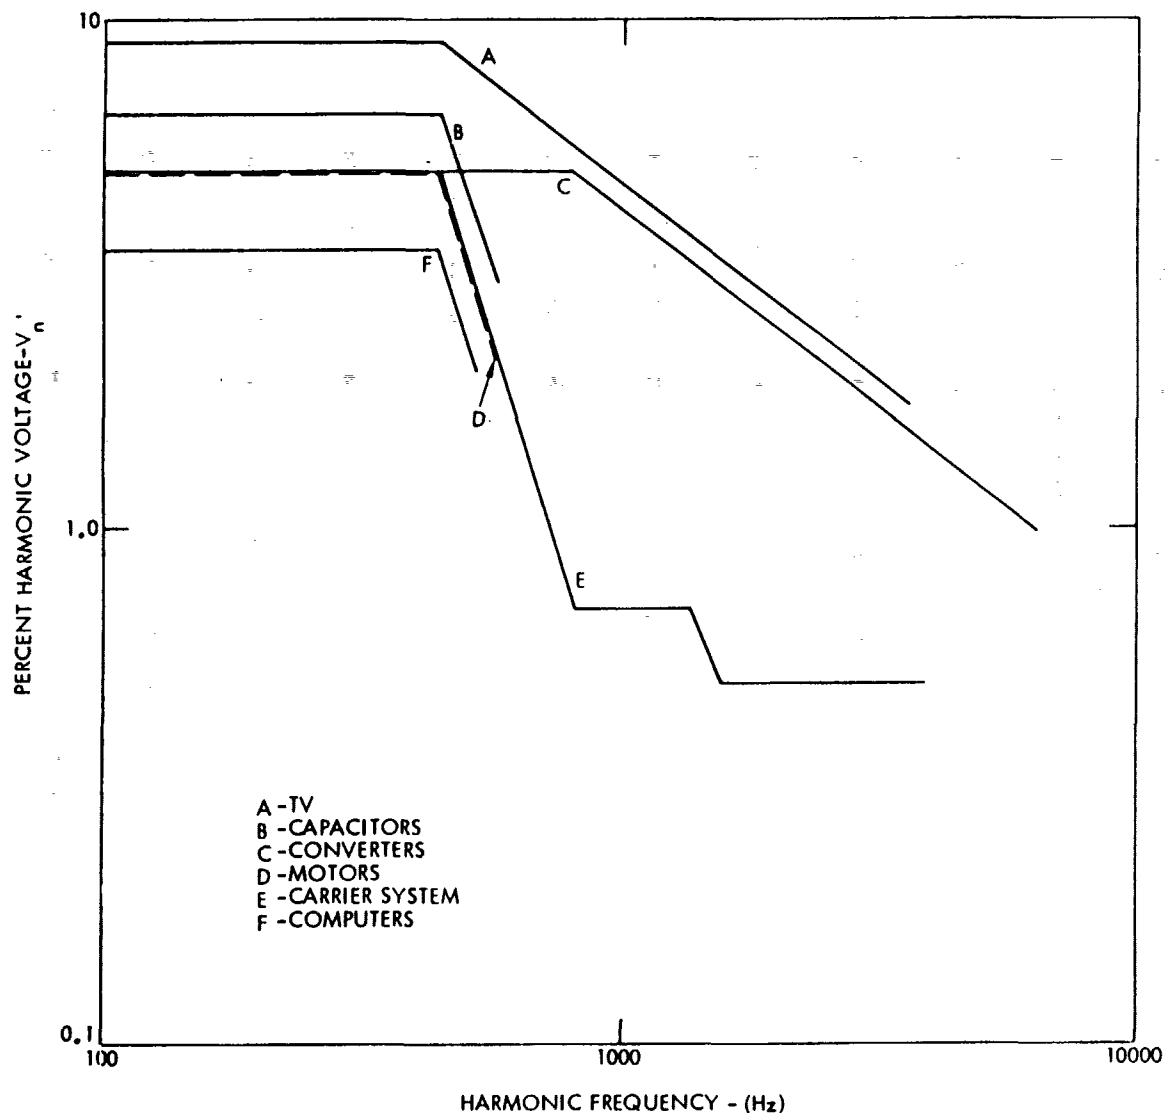 10
A
B
C
F
D
PERCENT HARMONIC VOLTAGE-Vn'
1.0
E
A -TV
B -CAPACITORS
C -CONVERTERS
D -MOTORS
E -CARRIER SYSTEM
F -COMPUTERS
0.1
100
1000
10000
HARMONIC FREQUENCY - (Hz)